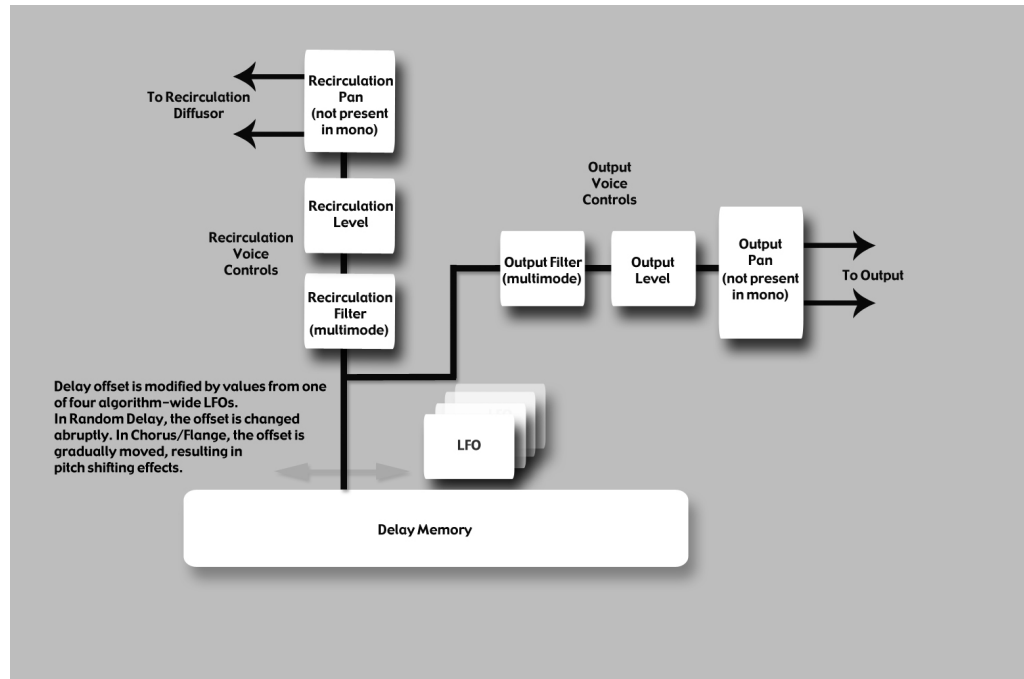 Recirculation
Pan
(not present
in mono)
To Recirculation
Diffusor
Recirculation
Level
Recirculation
Voice
Controls
Recirculation
Filter
(multimode)
Output
Voice
Controls
Output Filter
(multimode)
Output
Level
Output
Pan
(not present
in mono)
To Output
Delay offset is modified by values from one
of four algorithm-wide LFOs.
In Random Delay, the offset is changed
abruptly. In Chorus/Flange, the offset is
gradually moved, resulting in
pitch shifting effects.
LFO
Delay Memory